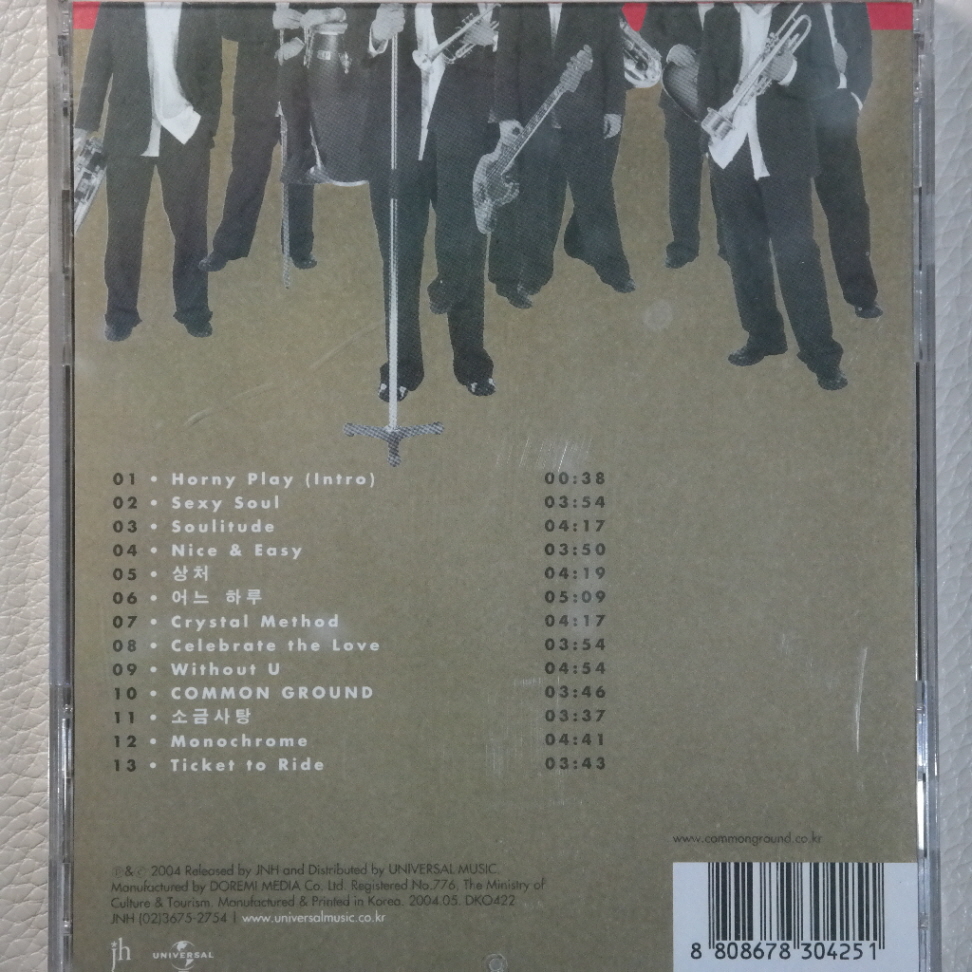 01 • Horny Play (Intro) 00:38
02 • Sexy Soul 03:54
03 • Soulitude 04:17
04 • Nice & Easy 03:50
05 • 상처 04:19
06 • 어느 하루 05:09
07 • Crystal Method 04:17
08 • Celebrate the Love 03:54
09 • Without U 04:54
10 • COMMON GROUND 03:46
11 • 소금사탕 03:37
12 • Monochrome 04:41
13 • Ticket to Ride 03:43
www.commonground.co.kr
℗&© 2004 Released by JNH and Distributed by UNIVERSAL MUSIC.
Manufactured by DOREMI MEDIA Co. Ltd. Registered No.776, The Ministry of
Culture & Tourism. Manufactured & Printed in Korea. 2004.05. DK0422
JNH (02)3675-2754 | www.universalmusic.co.kr
jh UNIVERSAL
8 808678 304251